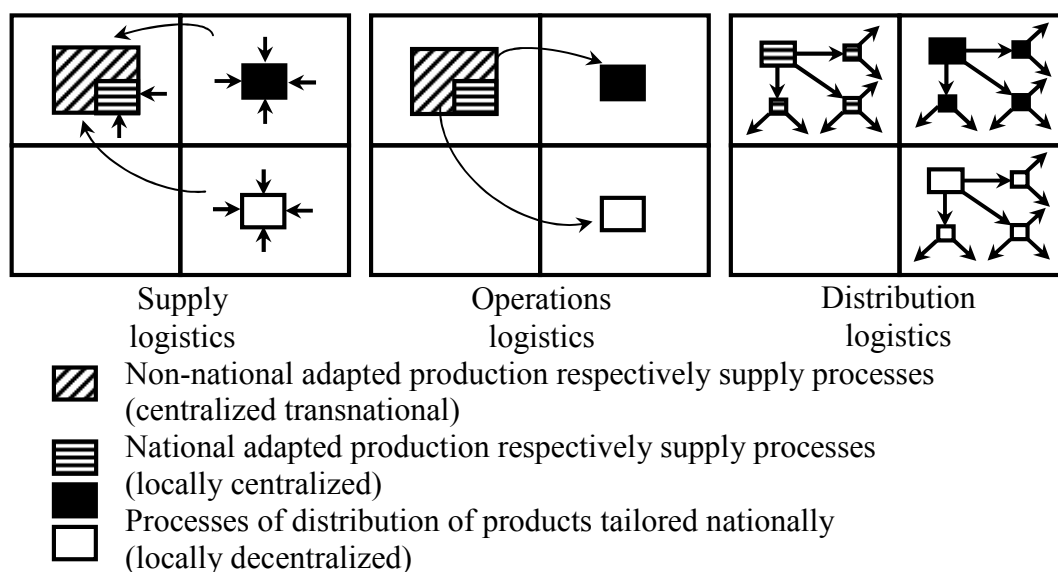 Supply
logistics
Operations
logistics
Distribution
logistics
Non-national adapted production respectively supply processes
(centralized transnational)
National adapted production respectively supply processes
(locally centralized)
Processes of distribution of products tailored nationally
(locally decentralized)